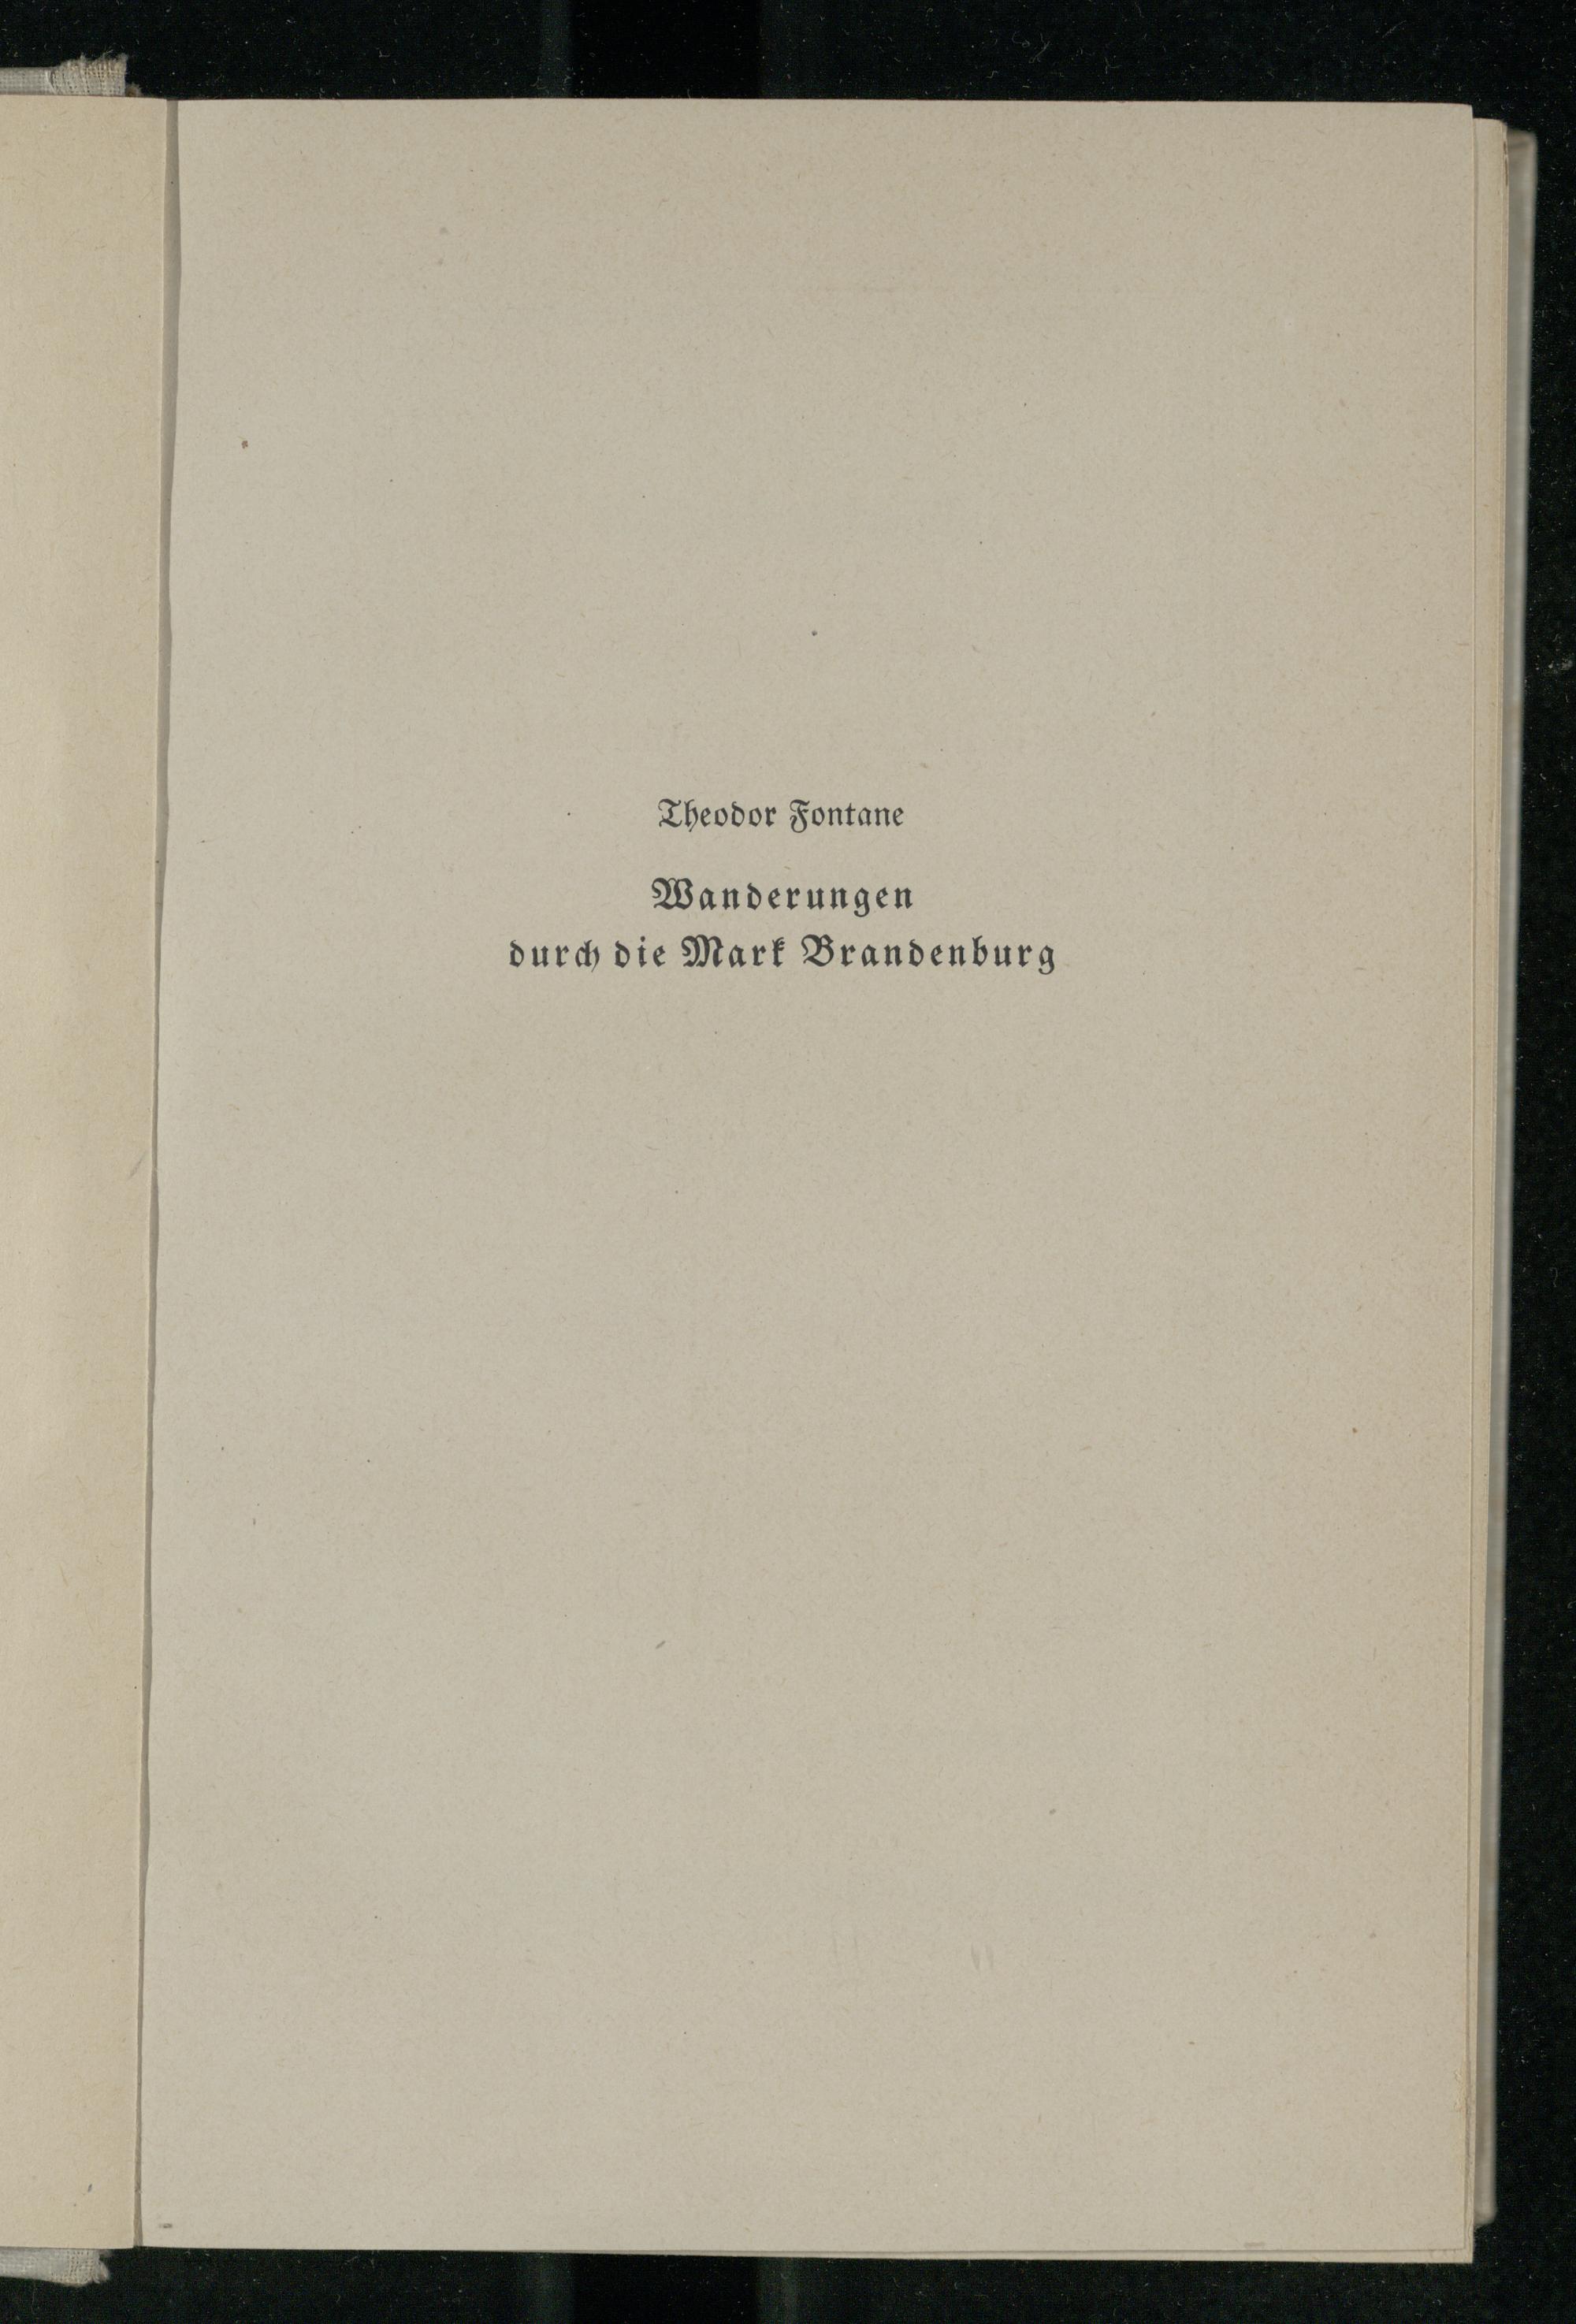 Theodor Fontane
Wanderungen
durch die Mark Brandenburg